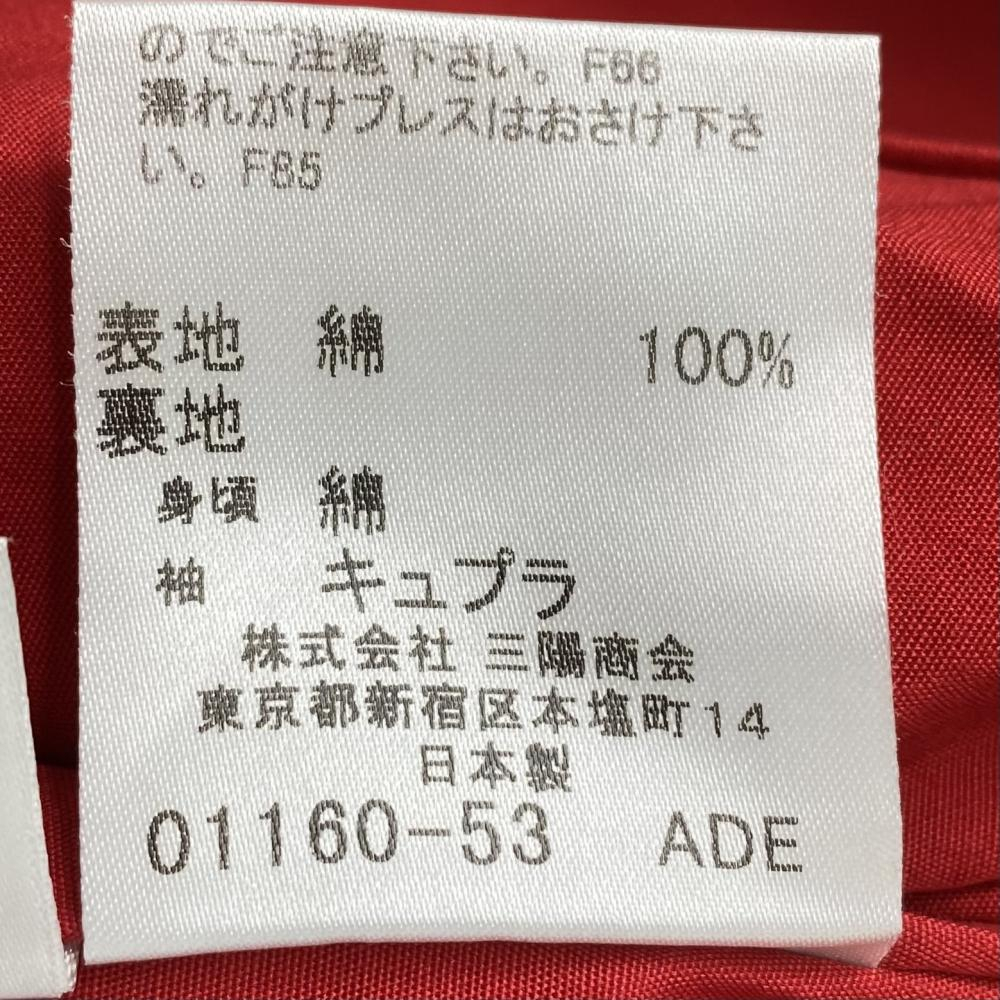 のでご注意下さい。F66
濡れがけプレスはおさけ下さ
い。F65
表地 綿 100%
裏地
身頃 綿
袖 キュプラ
株式会社 三陽商会
東京都新宿区本塩町14
日本製
01160-53 ADE